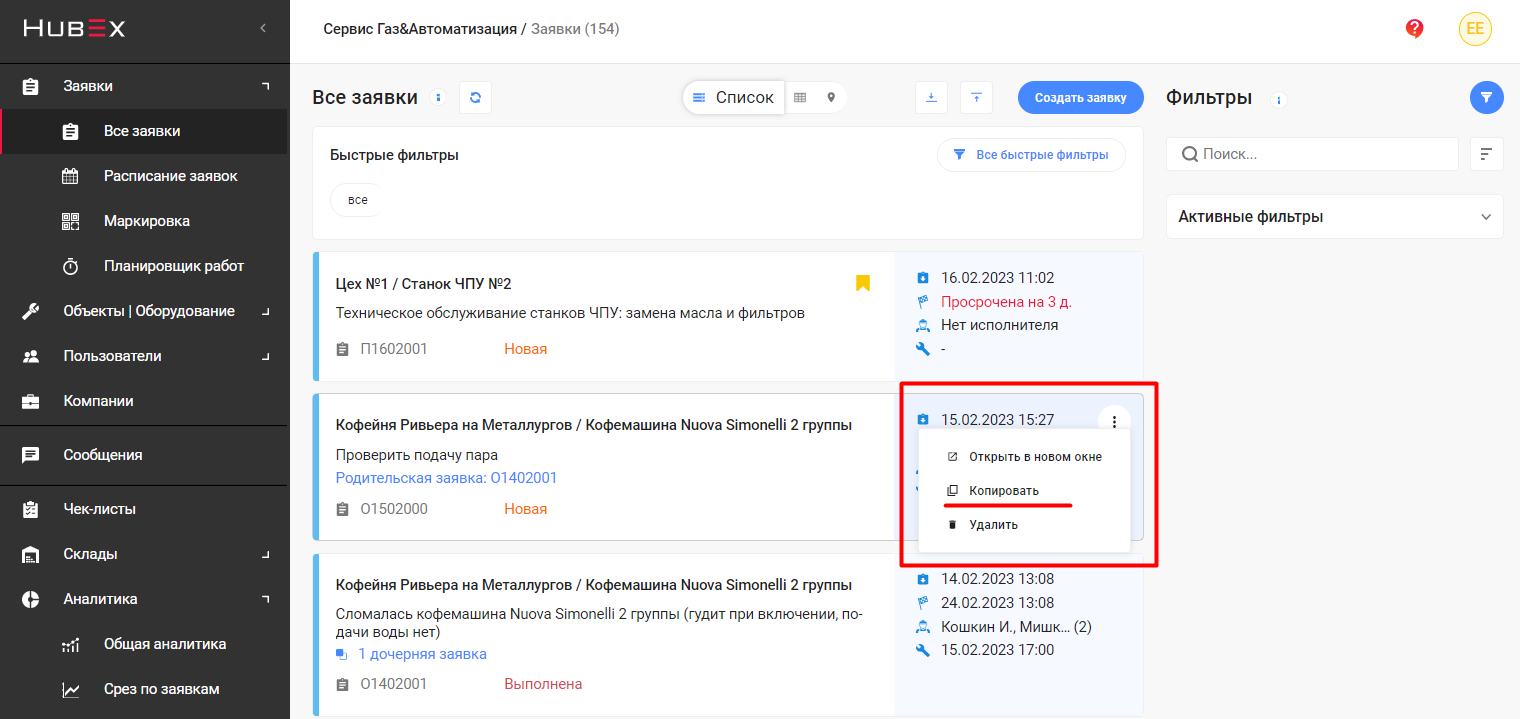 HUBEX
Заявки
Все заявки
Расписание заявок
Маркировка
Планировщик работ
Объекты | Оборудование
Пользователи
Компании
Сообщения
Чек-листы
Склады
Аналитика
Общая аналитика
Срез по заявкам
Сервис Газ&Автоматизация / Заявки (154)
EE
Все заявки
Список
Создать заявку
Быстрые фильтры
Все быстрые фильтры
все
Цех №1 / Станок ЧПУ №2
Техническое обслуживание станков ЧПУ: замена масла и фильтров
П1602001 Новая
16.02.2023 11:02
Просрочена на 3 д.
Нет исполнителя
-
Кофейня Ривьера на Металлургов / Кофемашина Nuova Simonelli 2 группы
Проверить подачу пара
Родительская заявка: О1402001
О1502000 Новая
15.02.2023 15:27
Открыть в новом окне
Копировать
Удалить
Кофейня Ривьера на Металлургов / Кофемашина Nuova Simonelli 2 группы
Сломалась кофемашина Nuova Simonelli 2 группы (гудит при включении, по-
дачи воды нет)
1 дочерняя заявка
О1402001 Выполнена
14.02.2023 13:08
24.02.2023 13:08
Кошкин И., Мишк... (2)
15.02.2023 17:00
Фильтры
Поиск...
Активные фильтры